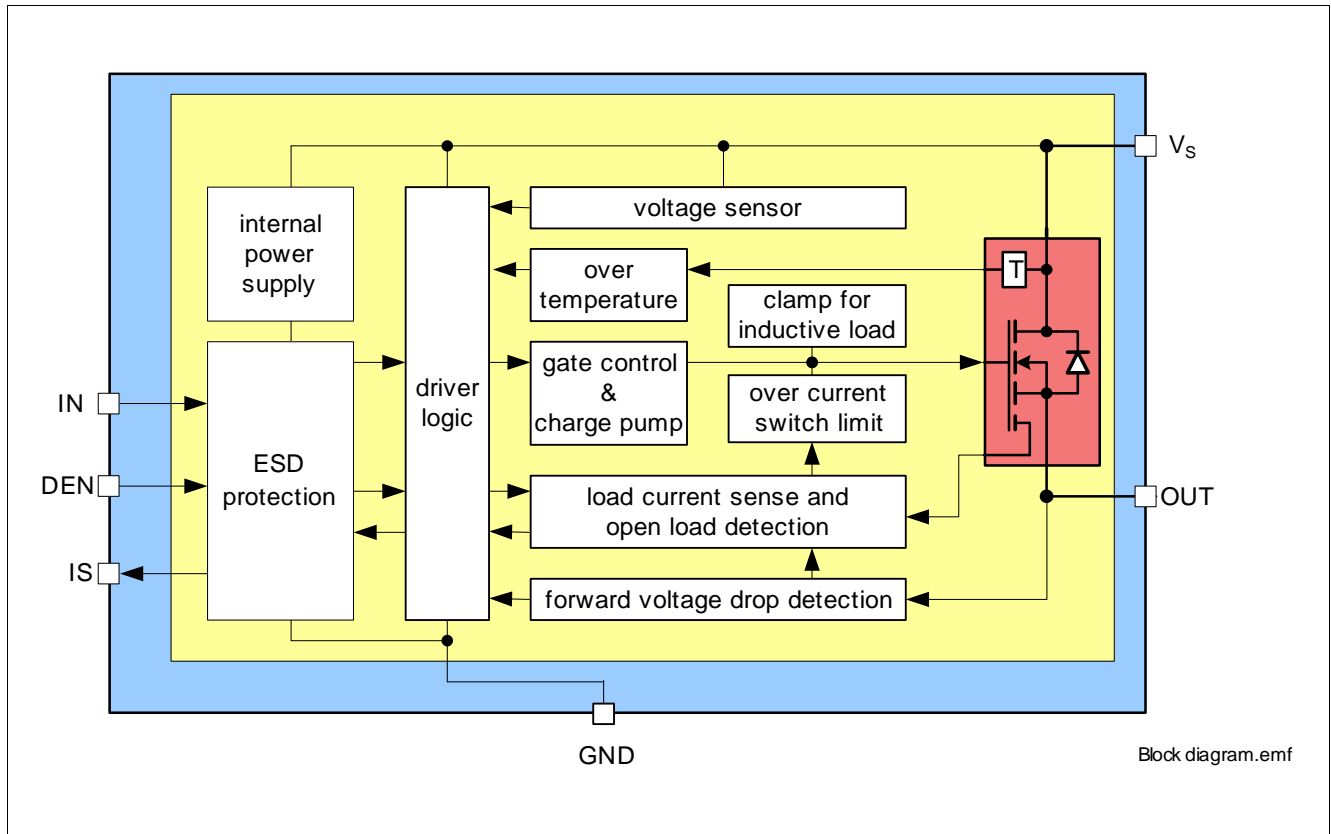 V_S
voltage sensor
internal
power
supply
over
temperature
T
clamp for
inductive load
gate control
&
charge pump
driver
logic
over current
switch limit
IN
ESD
protection
DEN
load current sense and
open load detection
OUT
IS
forward voltage drop detection
GND
Block diagram.emf